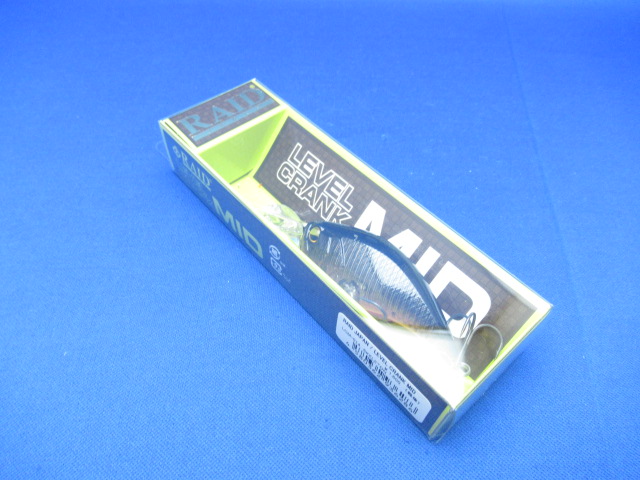 RAID
LEVEL
CRANK
MID
RAID
MID
RAID JAPAN / LEVEL CRANK MID